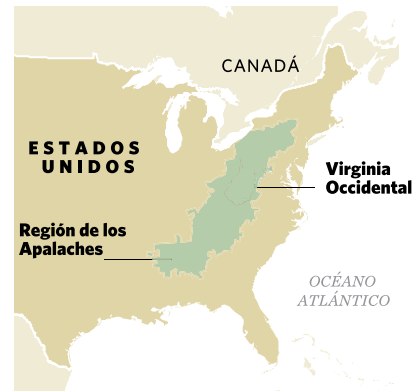 CANADÁ
ESTADOS
UNIDOS
Virginia
Occidental
Región de los
Apalaches
OCÉANO
ATLÁNTICO